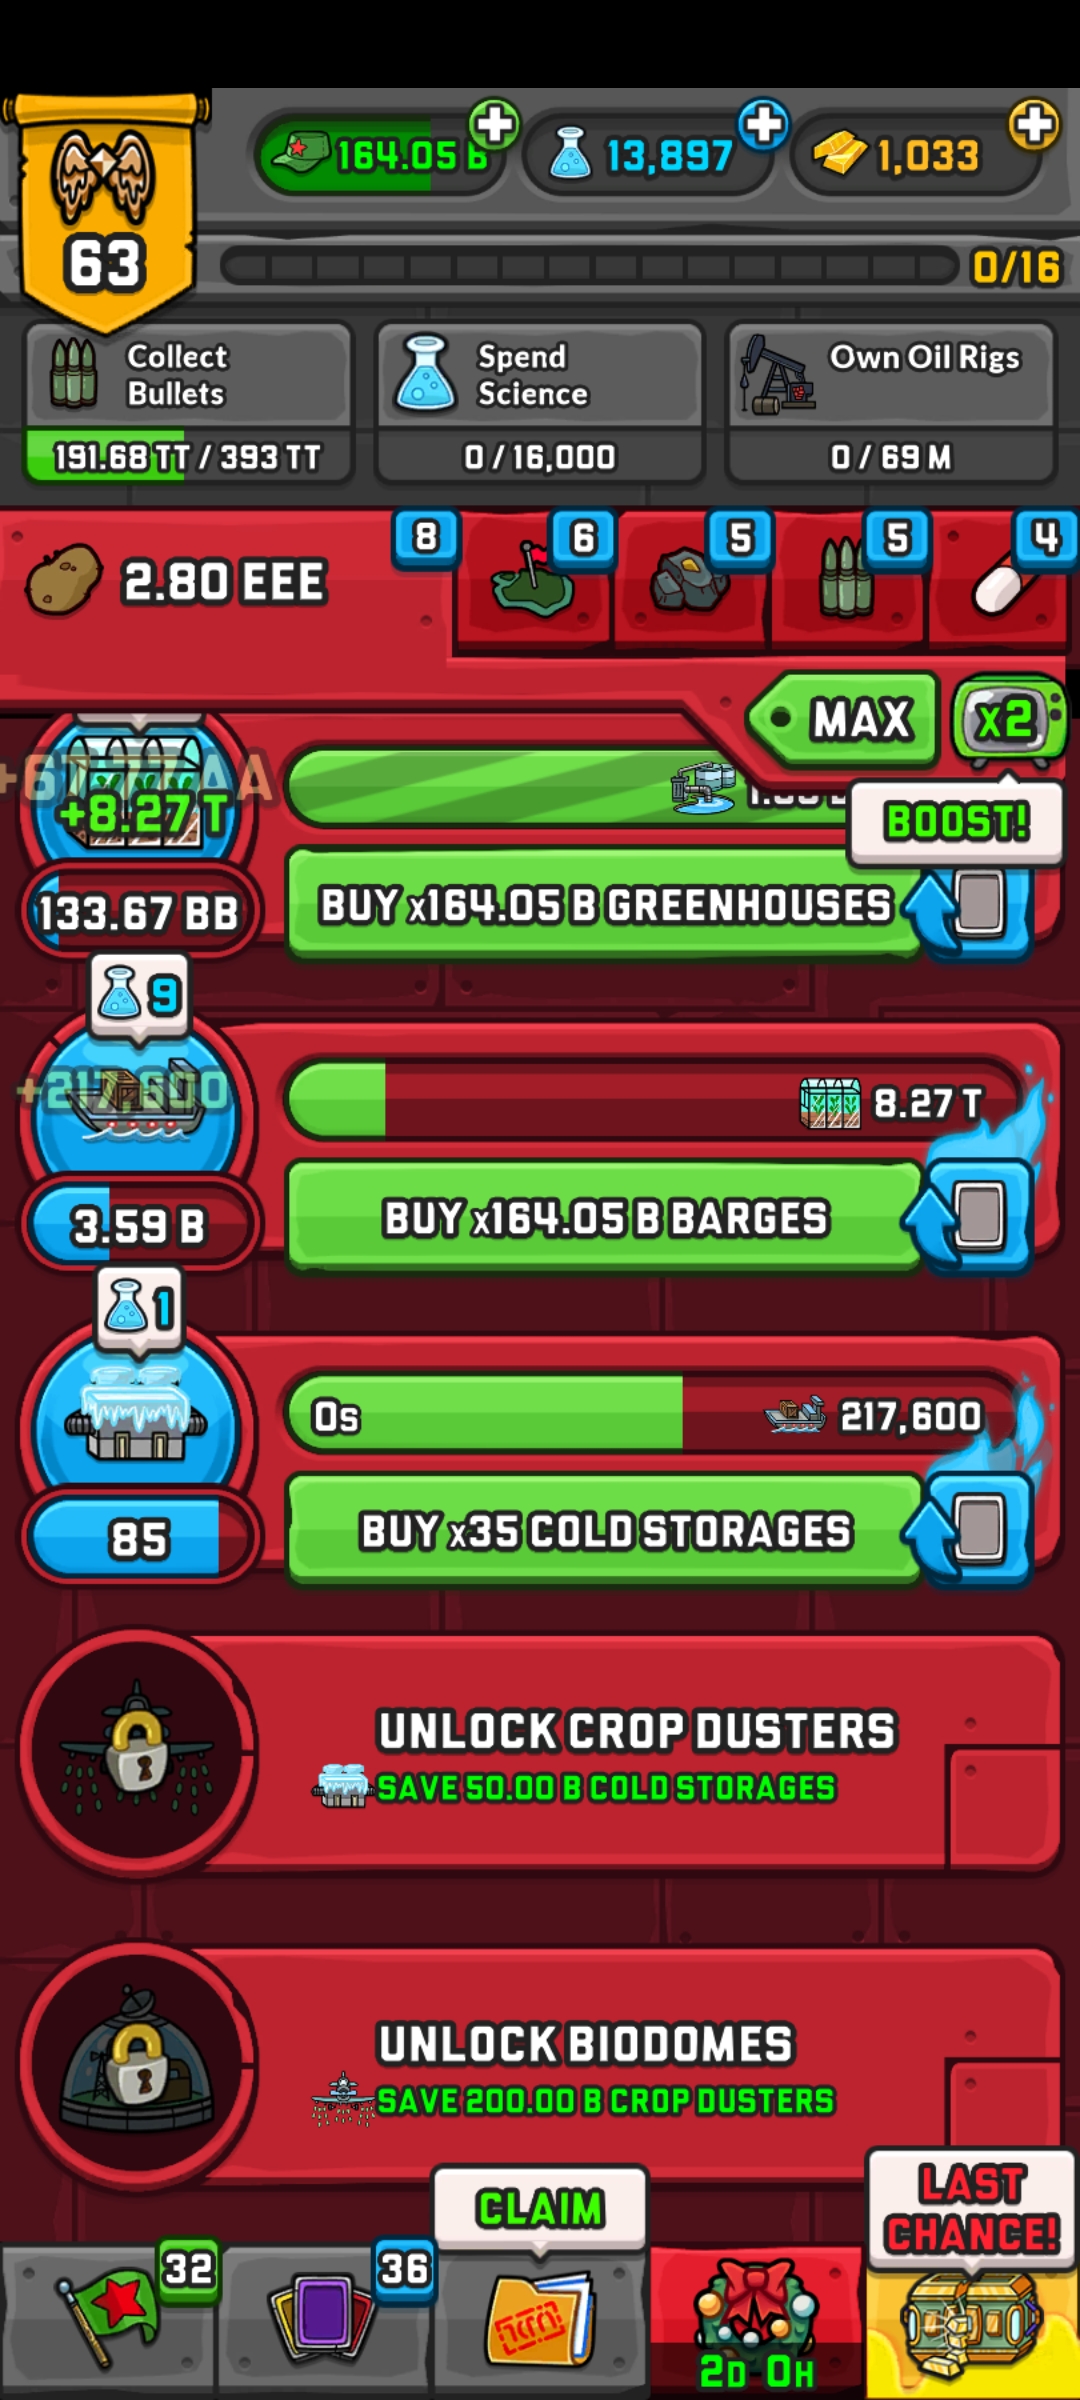 164.05 B
13,897
1,033
63
0/16
Collect
Bullets
191.68 TT / 393 TT
Spend
Science
0 / 16,000
Own Oil Rigs
0 / 69 M
2.80 EEE
8
6
5
5
4
MAX
x2
BOOST!
+8.27 T
133.67 BB
BUY x164.05 B GREENHOUSES
9
+217,600
8.27 T
3.59 B
BUY x164.05 B BARGES
1
0s
217,600
85
BUY x35 COLD STORAGES
UNLOCK CROP DUSTERS
SAVE 50.00 B COLD STORAGES
UNLOCK BIODOMES
SAVE 200.00 B CROP DUSTERS
CLAIM
LAST
CHANCE!
32
36
2D 0H